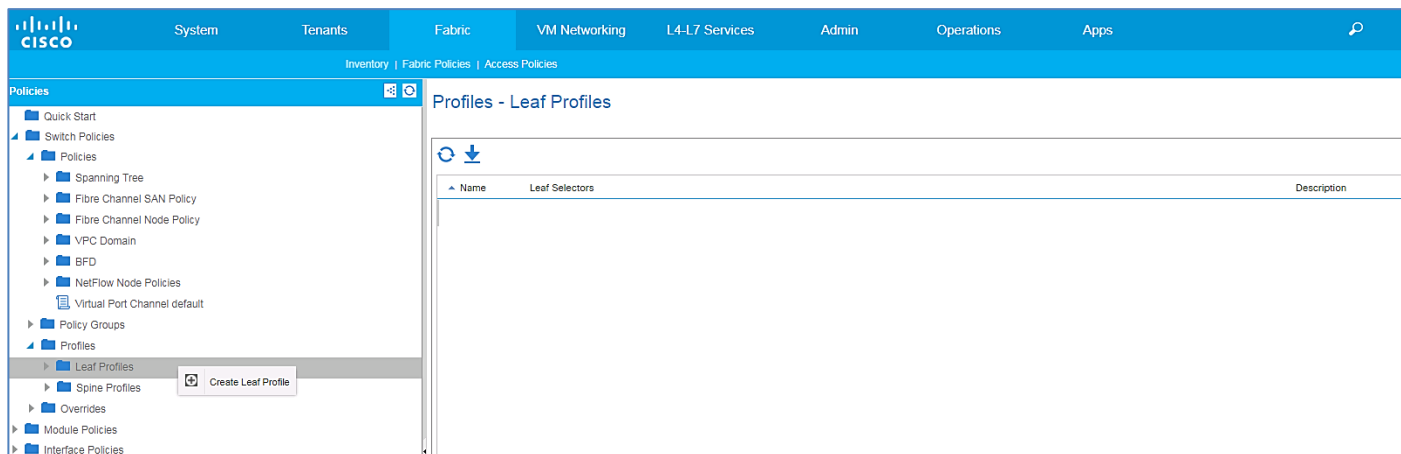 CISCO
System Tenants Fabric VM Networking L4-L7 Services Admin Operations Apps
Inventory | Fabric Policies | Access Policies
Policies
Quick Start
Switch Policies
Policies
Spanning Tree
Fibre Channel SAN Policy
Fibre Channel Node Policy
VPC Domain
BFD
NetFlow Node Policies
Virtual Port Channel default
Policy Groups
Profiles
Leaf Profiles
Create Leaf Profile
Spine Profiles
Overrides
Module Policies
Interface Policies
Profiles - Leaf Profiles
Name Leaf Selectors Description